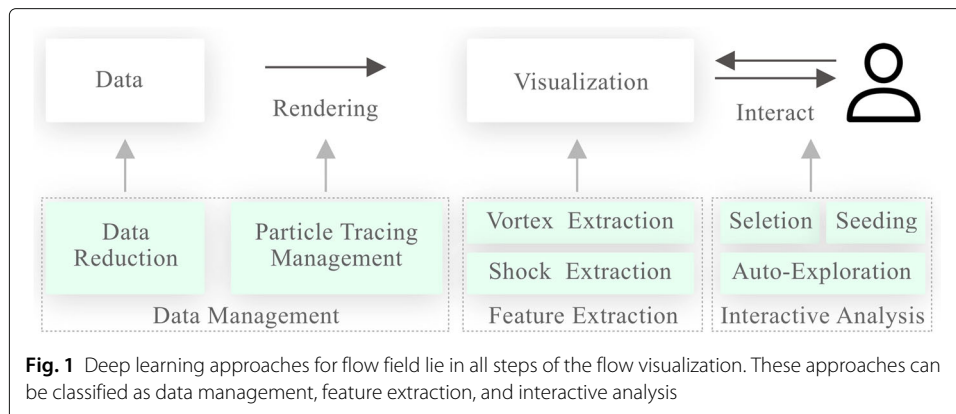 Data
Rendering
Visualization
Interact
Data
Reduction
Particle Tracing
Management
Data Management
Vortex Extraction
Shock Extraction
Feature Extraction
Seletion
Seeding
Auto-Exploration
Interactive Analysis
Fig. 1 Deep learning approaches for flow field lie in all steps of the flow visualization. These approaches can
be classified as data management, feature extraction, and interactive analysis